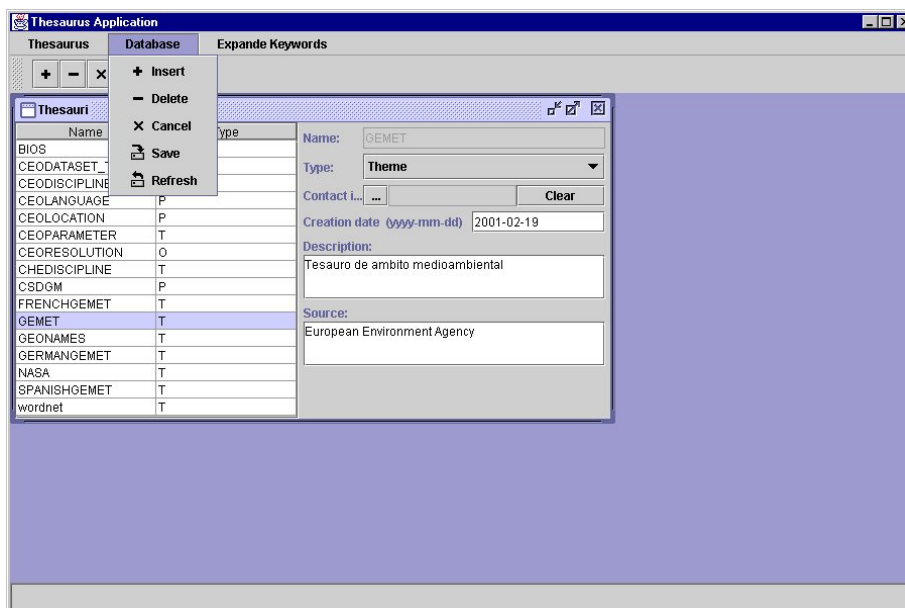 Thesaurus Application
Thesaurus Database Expande Keywords
Insert
Delete
Cancel
Save
Refresh
Thesauri
Name Type
BIOS
CEODATASET_T
CEODISCIPLINE
CEOLANGUAGE P
CEOLOCATION P
CEOPARAMETER T
CEORESOLUTION O
CHEDISCIPLINE T
CSDGM P
FRENCHGEMET T
GEMET T
GEONAMES T
GERMANGEMET T
NASA T
SPANISHGEMET T
wordnet T
Name: GEMET
Type: Theme
Contact i... ... Clear
Creation date (yyyy-mm-dd) 2001-02-19
Description:
Tesauro de ambito medioambiental
Source:
European Environment Agency